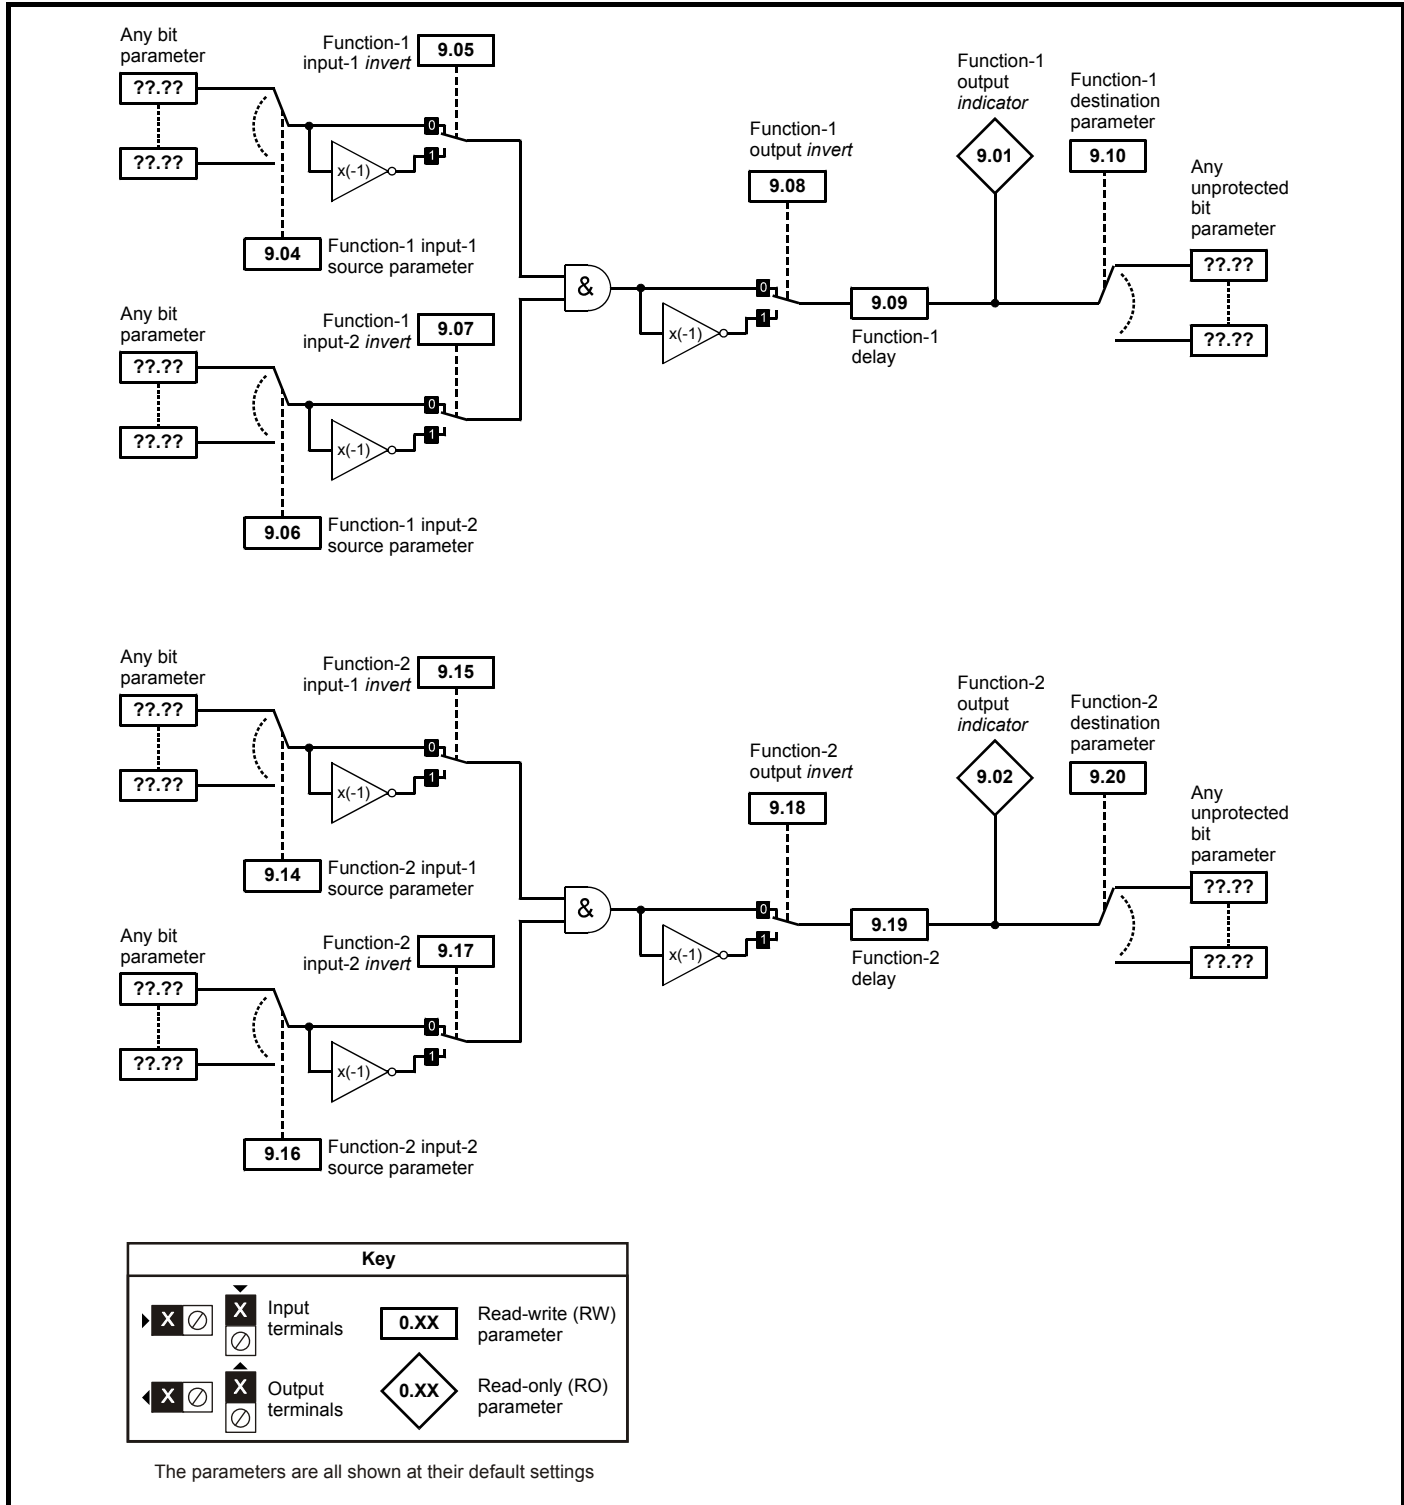 Any bit
parameter
??.??
??.??
Function-1
input-1 invert
9.05
0
1
x(-1)
9.04
Function-1 input-1
source parameter
Any bit
parameter
??.??
??.??
Function-1
input-2 invert
9.07
0
1
x(-1)
9.06
Function-1 input-2
source parameter
&
Function-1
output invert
9.08
0
1
x(-1)
9.09
Function-1
delay
Function-1
output
indicator
9.01
Function-1
destination
parameter
9.10
Any
unprotected
bit
parameter
??.??
??.??
Any bit
parameter
??.??
??.??
Function-2
input-1 invert
9.15
0
1
x(-1)
9.14
Function-2 input-1
source parameter
Any bit
parameter
??.??
??.??
Function-2
input-2 invert
9.17
0
1
x(-1)
9.16
Function-2 input-2
source parameter
&
Function-2
output invert
9.18
0
1
x(-1)
9.19
Function-2
delay
Function-2
output
indicator
9.02
Function-2
destination
parameter
9.20
Any
unprotected
bit
parameter
??.??
??.??
Key
X
X
Input
terminals
0.XX
Read-write (RW)
parameter
X
X
Output
terminals
0.XX
Read-only (RO)
parameter
The parameters are all shown at their default settings